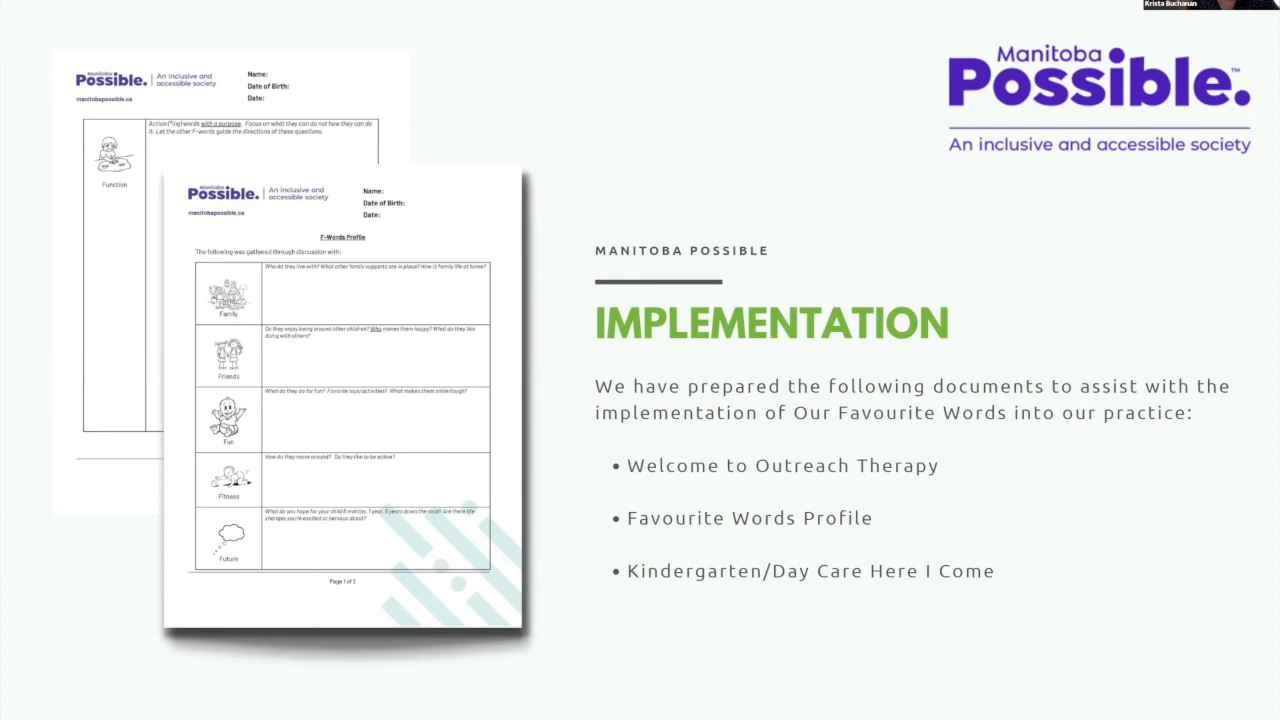 Krista Buchanan
Manitoba
Possible.
An inclusive and
accessible society
manitobapossible.ca
Name:
Date of Birth:
Date:
Action ("ing) words with a purpose. Focus on what they can do not how they can do
it. Let the other F-words guide the directions of these questions.
Function
Manitoba
Possible.
An inclusive and
accessible society
manitobapossible.ca
Name:
Date of Birth:
Date:
F-Words Profile
The following was gathered through discussion with:
Who do they live with? What other family supports are in place? How is family life at home?
Family
Do they enjoy being around other children? Who makes them happy? What do they like
doing with others?
Friends
What do they do for fun? Favorite toys/activities? What makes them smile/laugh?
Fun
How do they move around? Do they like to be active?
Fitness
What do you hope for your child 6 months, 1 year, 5 years down the road? Are there life
changes you're excited or nervous about?
Future
Page 1 of 2
Manitoba
Possible.™
An inclusive and accessible society
MANITOBA POSSIBLE
IMPLEMENTATION
We have prepared the following documents to assist with the
implementation of Our Favourite Words into our practice:
• Welcome to Outreach Therapy
• Favourite Words Profile
• Kindergarten/Day Care Here I Come